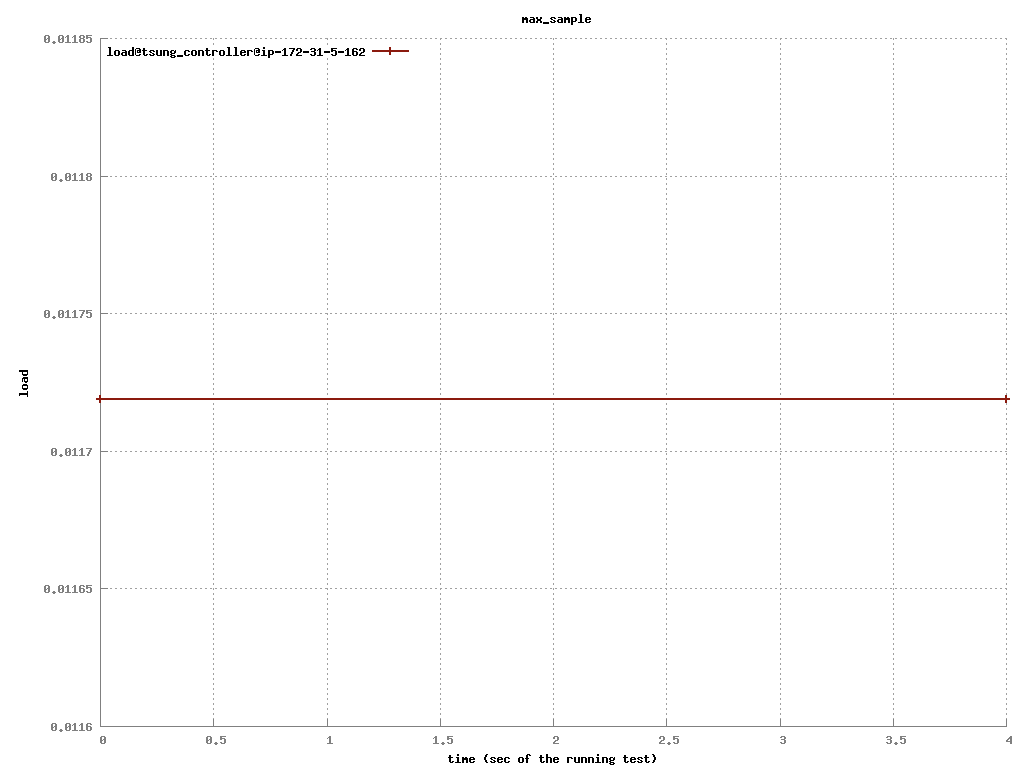 max_sample
0.01185
load@tsung_controller@ip-172-31-5-162
0.0118
0.01175
load
0.0117
0.01165
0.0116
0 0.5 1 1.5 2 2.5 3 3.5 4
time (sec of the running test)